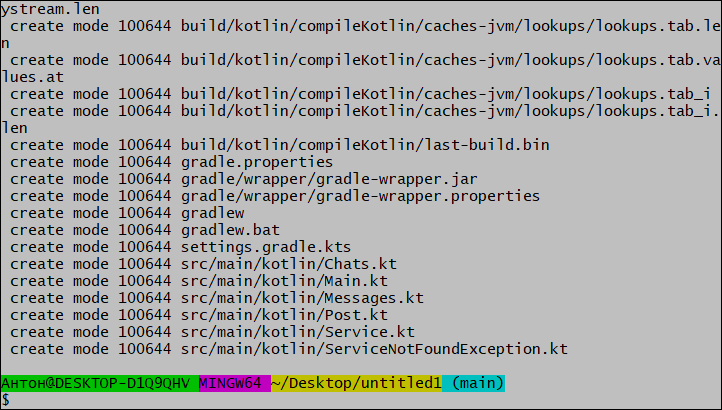 ystream.len
create mode 100644 build/kotlin/compileKotlin/caches-jvm/lookups/lookups.tab.le
n
create mode 100644 build/kotlin/compileKotlin/caches-jvm/lookups/lookups.tab.va
lues.at
create mode 100644 build/kotlin/compileKotlin/caches-jvm/lookups/lookups.tab_i
create mode 100644 build/kotlin/compileKotlin/caches-jvm/lookups/lookups.tab_i.
len
create mode 100644 build/kotlin/compileKotlin/last-build.bin
create mode 100644 gradle.properties
create mode 100644 gradle/wrapper/gradle-wrapper.jar
create mode 100644 gradle/wrapper/gradle-wrapper.properties
create mode 100644 gradlew
create mode 100644 gradlew.bat
create mode 100644 settings.gradle.kts
create mode 100644 src/main/kotlin/Chats.kt
create mode 100644 src/main/kotlin/Main.kt
create mode 100644 src/main/kotlin/Messages.kt
create mode 100644 src/main/kotlin/Post.kt
create mode 100644 src/main/kotlin/Service.kt
create mode 100644 src/main/kotlin/ServiceNotFoundException.kt
Антон@DESKTOP-D1Q9QHV MINGW64 ~/Desktop/untitled1 (main)
$